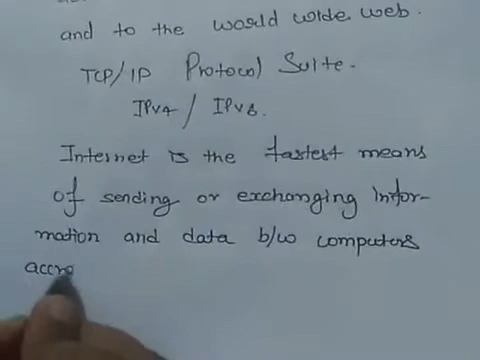 and to the world wide web.
TCP/IP Protocol Suite.
IPv4 / IPv6.
Internet is the fastest means
of sending or exchanging infor-
mation and data b/w computers
accro